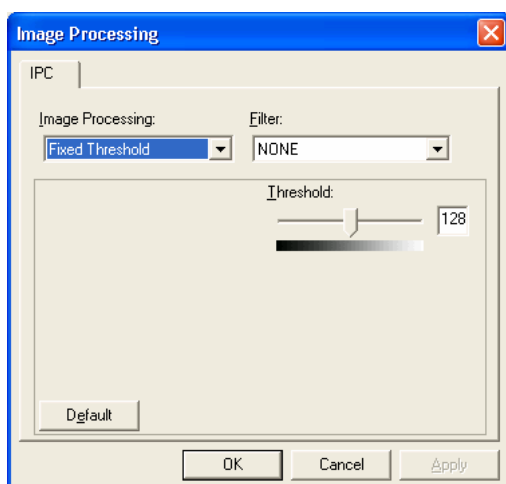 Image Processing
IPC
Image Processing: Filter:
Fixed Threshold NONE
Threshold:
128
Default
OK Cancel Apply